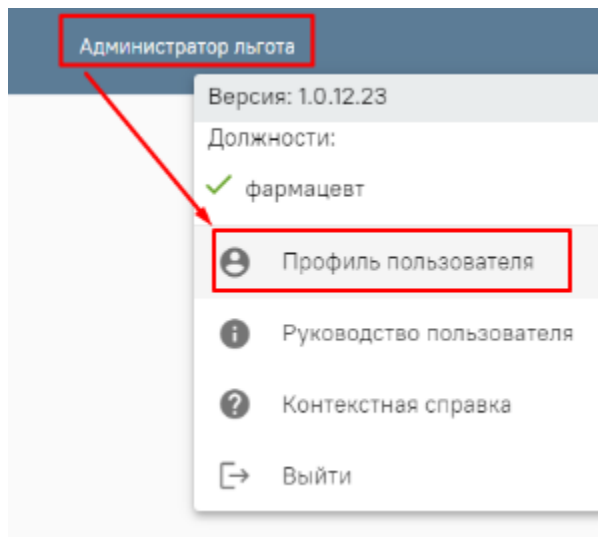 Администратор льгота
Версия: 1.0.12.23
Должности:
фармацевт
Профиль пользователя
Руководство пользователя
Контекстная справка
Выйти